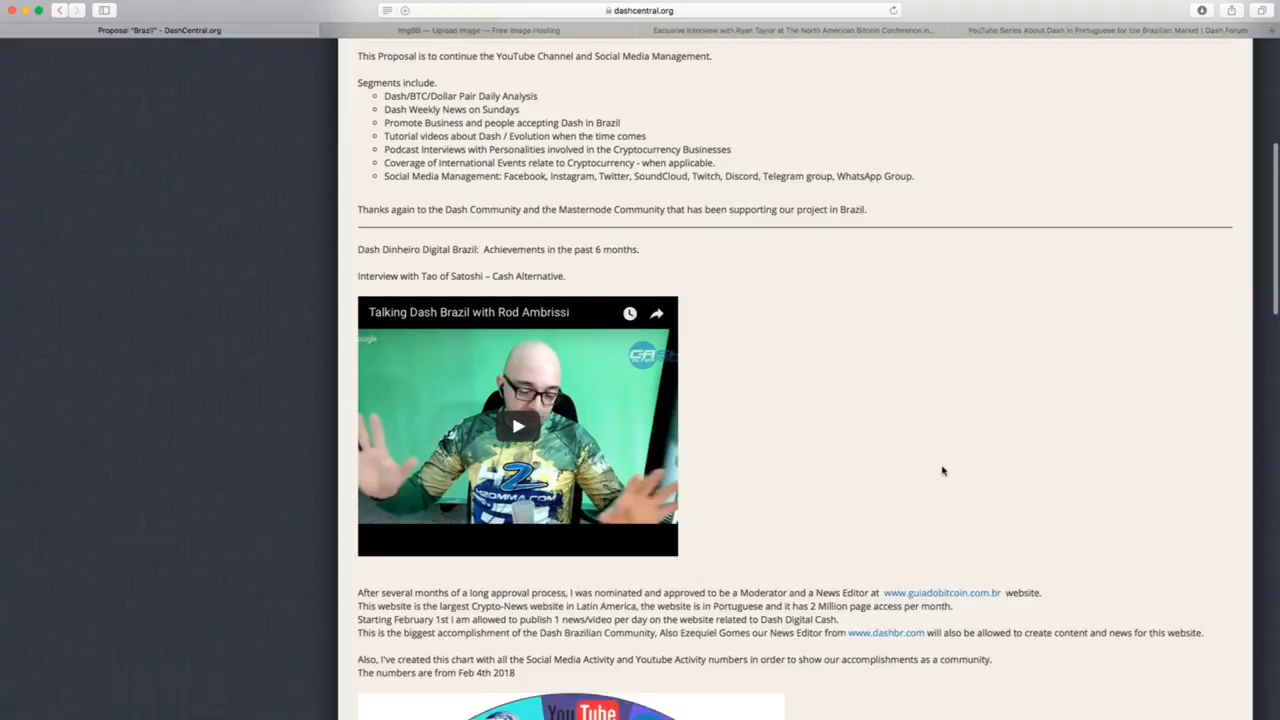 dashcentral.org
Proposal "Brazil" - DashCentral.org
ImgBB — Upload Image — Free Image Hosting
Exclusive Interview with Ryan Taylor at The North American Bitcoin Conference in...
YouTube Series About Dash in Portuguese for the Brazilian Market | Dash Forum
This Proposal is to continue the YouTube Channel and Social Media Management.
Segments include.
Dash/BTC/Dollar Pair Daily Analysis
Dash Weekly News on Sundays
Promote Business and people accepting Dash in Brazil
Tutorial videos about Dash / Evolution when the time comes
Podcast Interviews with Personalities involved in the Cryptocurrency Businesses
Coverage of International Events relate to Cryptocurrency - when applicable.
Social Media Management: Facebook, Instagram, Twitter, SoundCloud, Twitch, Discord, Telegram group, WhatsApp Group.
Thanks again to the Dash Community and the Masternode Community that has been supporting our project in Brazil.
Dash Dinheiro Digital Brazil: Achievements in the past 6 months.
Interview with Tao of Satoshi – Cash Alternative.
Talking Dash Brazil with Rod Ambrissi
After several months of a long approval process, I was nominated and approved to be a Moderator and a News Editor at www.guiadobitcoin.com.br website.
This website is the largest Crypto-News website in Latin America, the website is in Portuguese and it has 2 Million page access per month.
Starting February 1st i am allowed to publish 1 news/video per day on the website related to Dash Digital Cash.
This is the biggest accomplishment of the Dash Brazilian Community, Also Ezequiel Gomes our News Editor from www.dashbr.com will also be allowed to create content and news for this website.
Also, I've created this chart with all the Social Media Activity and Youtube Activity numbers in order to show our accomplishments as a community.
The numbers are from Feb 4th 2018
YouTube